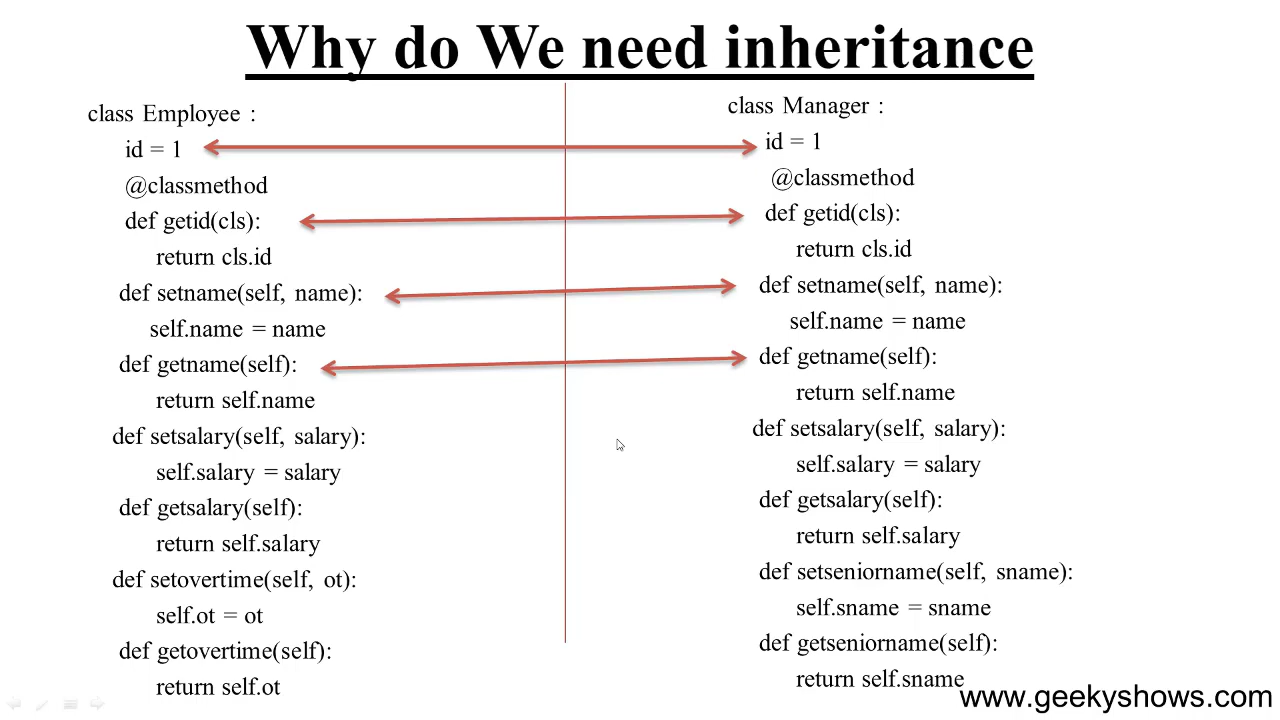 Why do We need inheritance
class Employee :
id = 1
@classmethod
def getid(cls):
return cls.id
def setname(self, name):
self.name = name
def getname(self):
return self.name
def setsalary(self, salary):
self.salary = salary
def getsalary(self):
return self.salary
def setovertime(self, ot):
self.ot = ot
def getovertime(self):
return self.ot
class Manager :
id = 1
@classmethod
def getid(cls):
return cls.id
def setname(self, name):
self.name = name
def getname(self):
return self.name
def setsalary(self, salary):
self.salary = salary
def getsalary(self):
return self.salary
def setseniorname(self, sname):
self.sname = sname
def getseniorname(self):
return self.sname
www.geekyshows.com